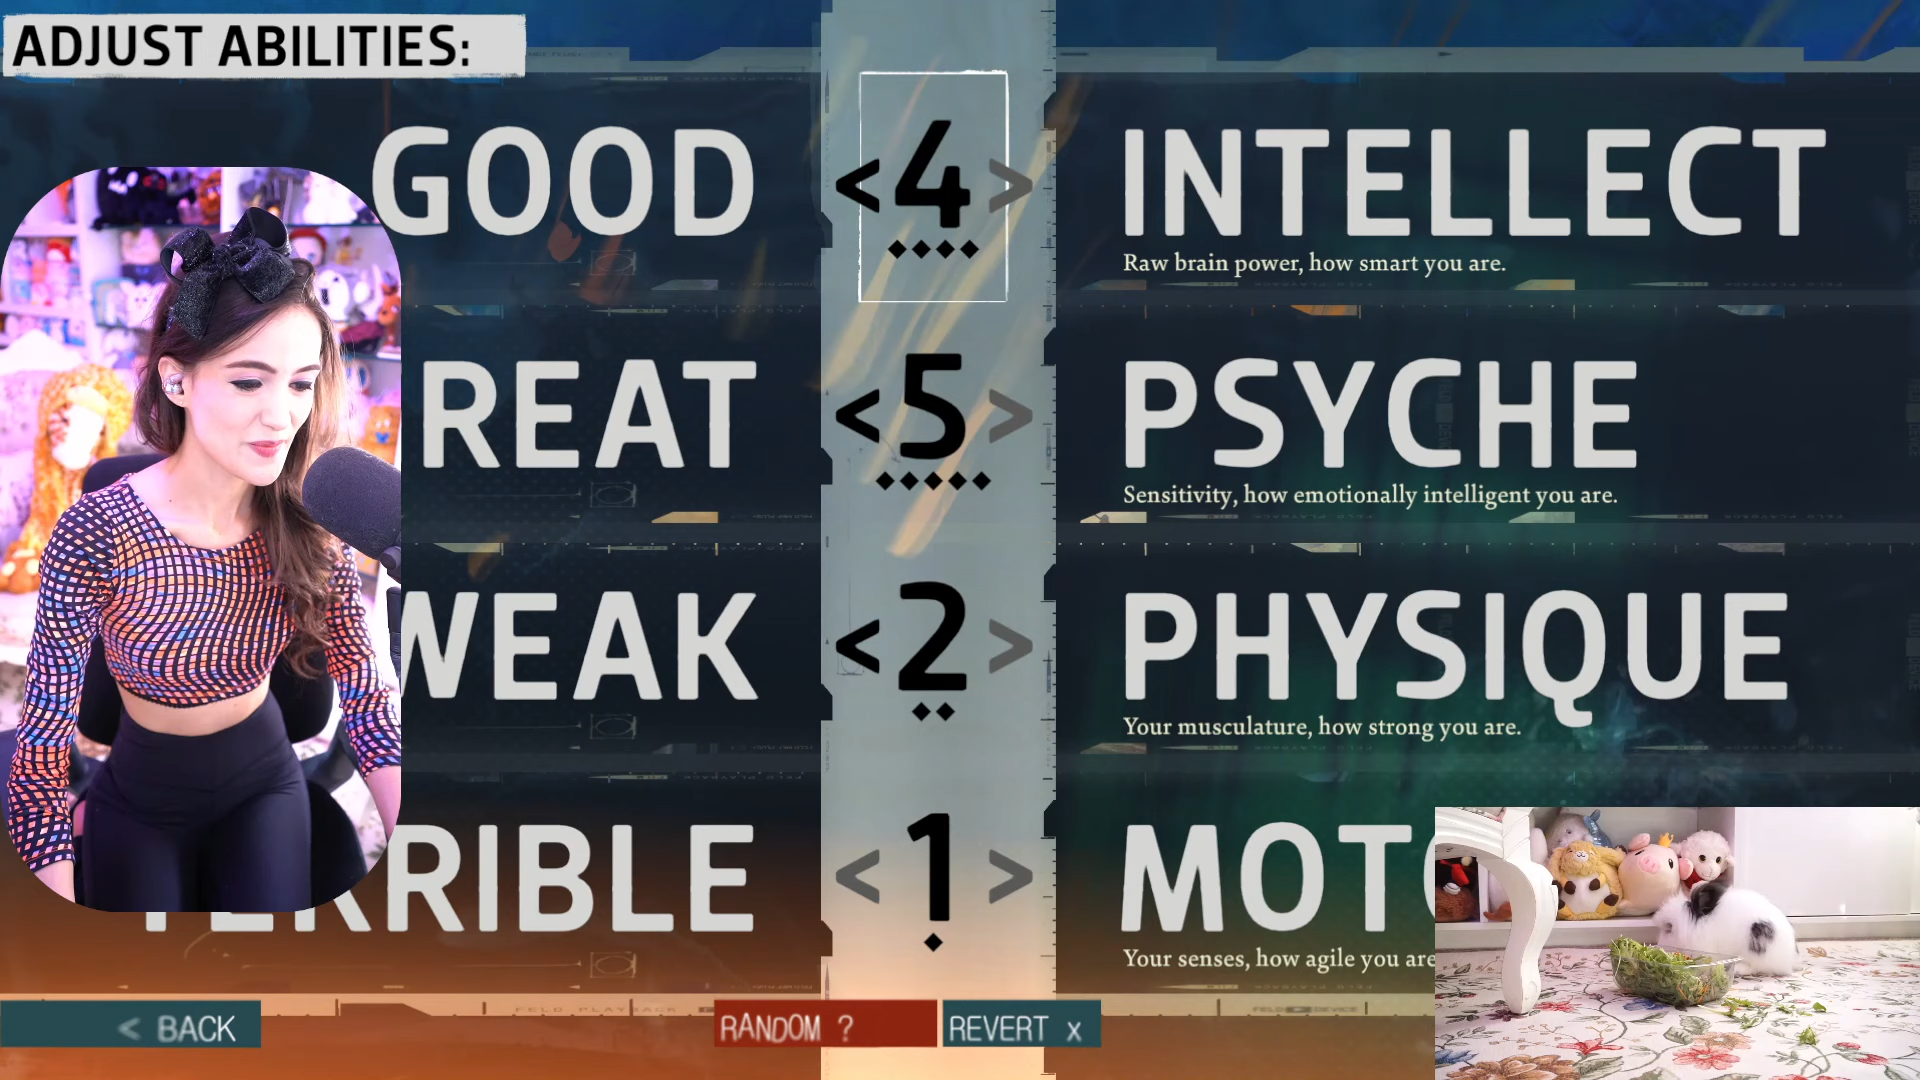 ADJUST ABILITIES:
GOOD <4> INTELLECT
Raw brain power, how smart you are.
REAT <5> PSYCHE
Sensitivity, how emotionally intelligent you are.
WEAK <2> PHYSIQUE
Your musculature, how strong you are.
TERRIBLE <1> MOTO
Your senses, how agile you are
< BACK RANDOM ? REVERT x